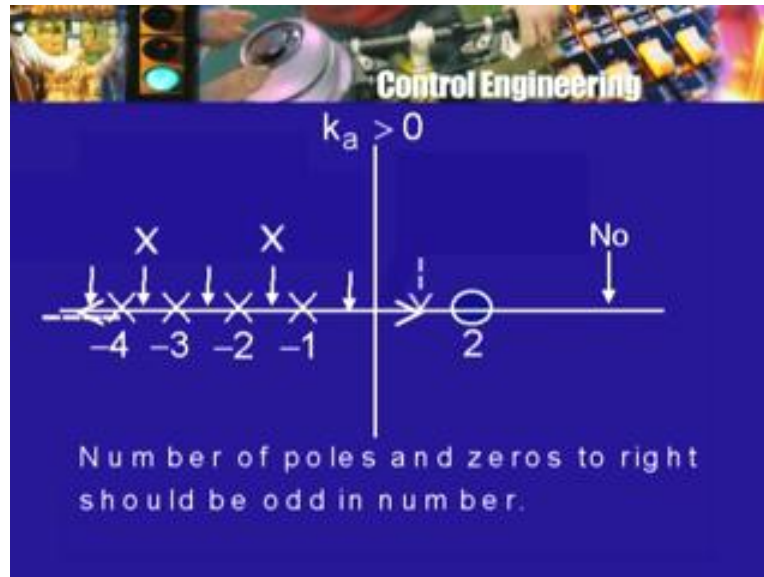 Control Engineering
kₐ > 0
X X No
−4 −3 −2 −1 2
Number of poles and zeros to right
should be odd in number.